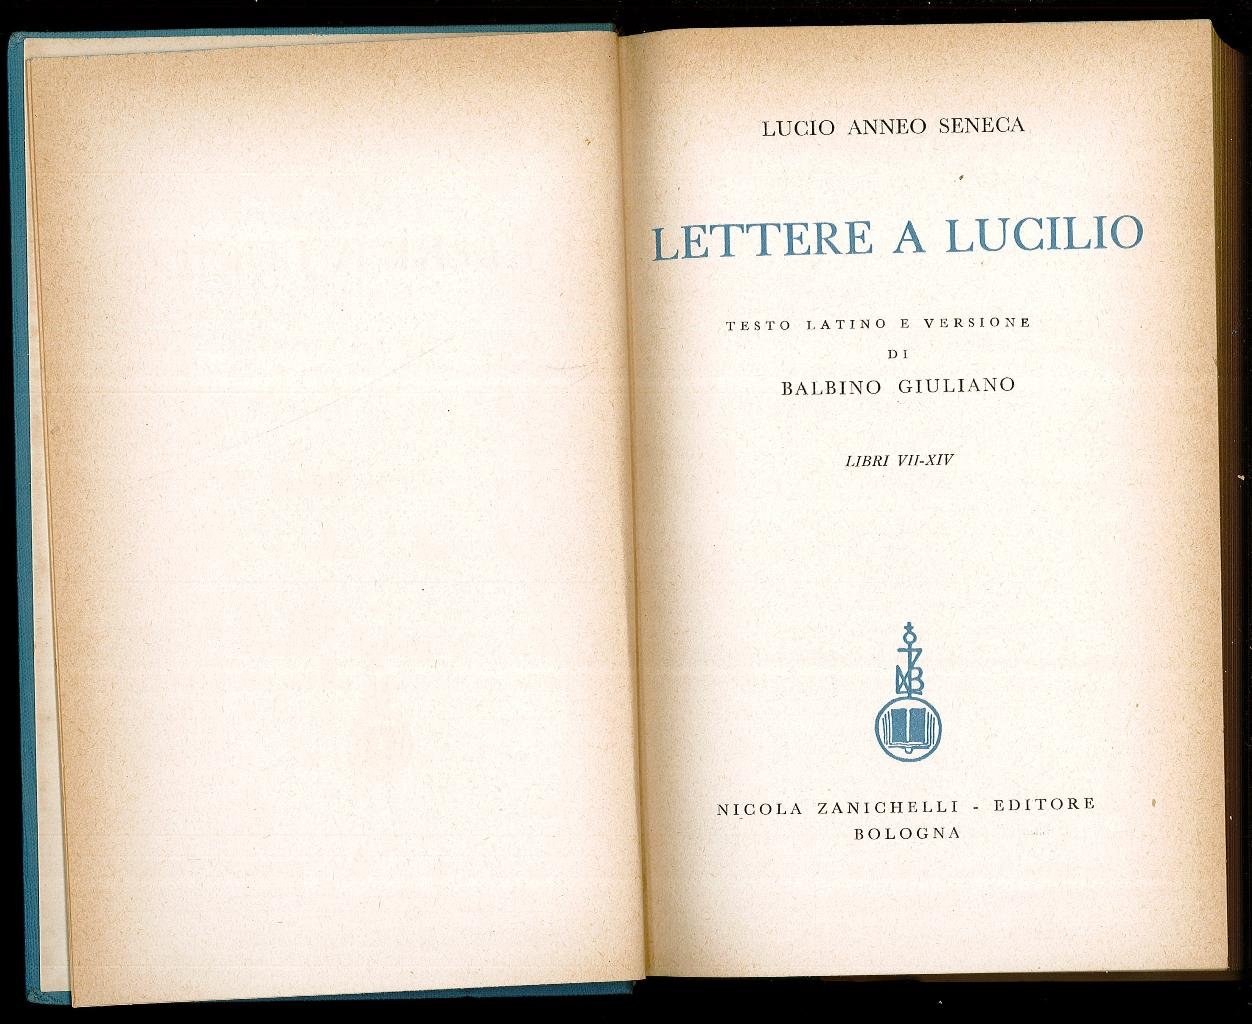 LUCIO ANNEO SENECA
LETTERE A LUCILIO
TESTO LATINO E VERSIONE
DI
BALBINO GIULIANO
LIBRI VII-XIV
NICOLA ZANICHELLI - EDITORE
BOLOGNA